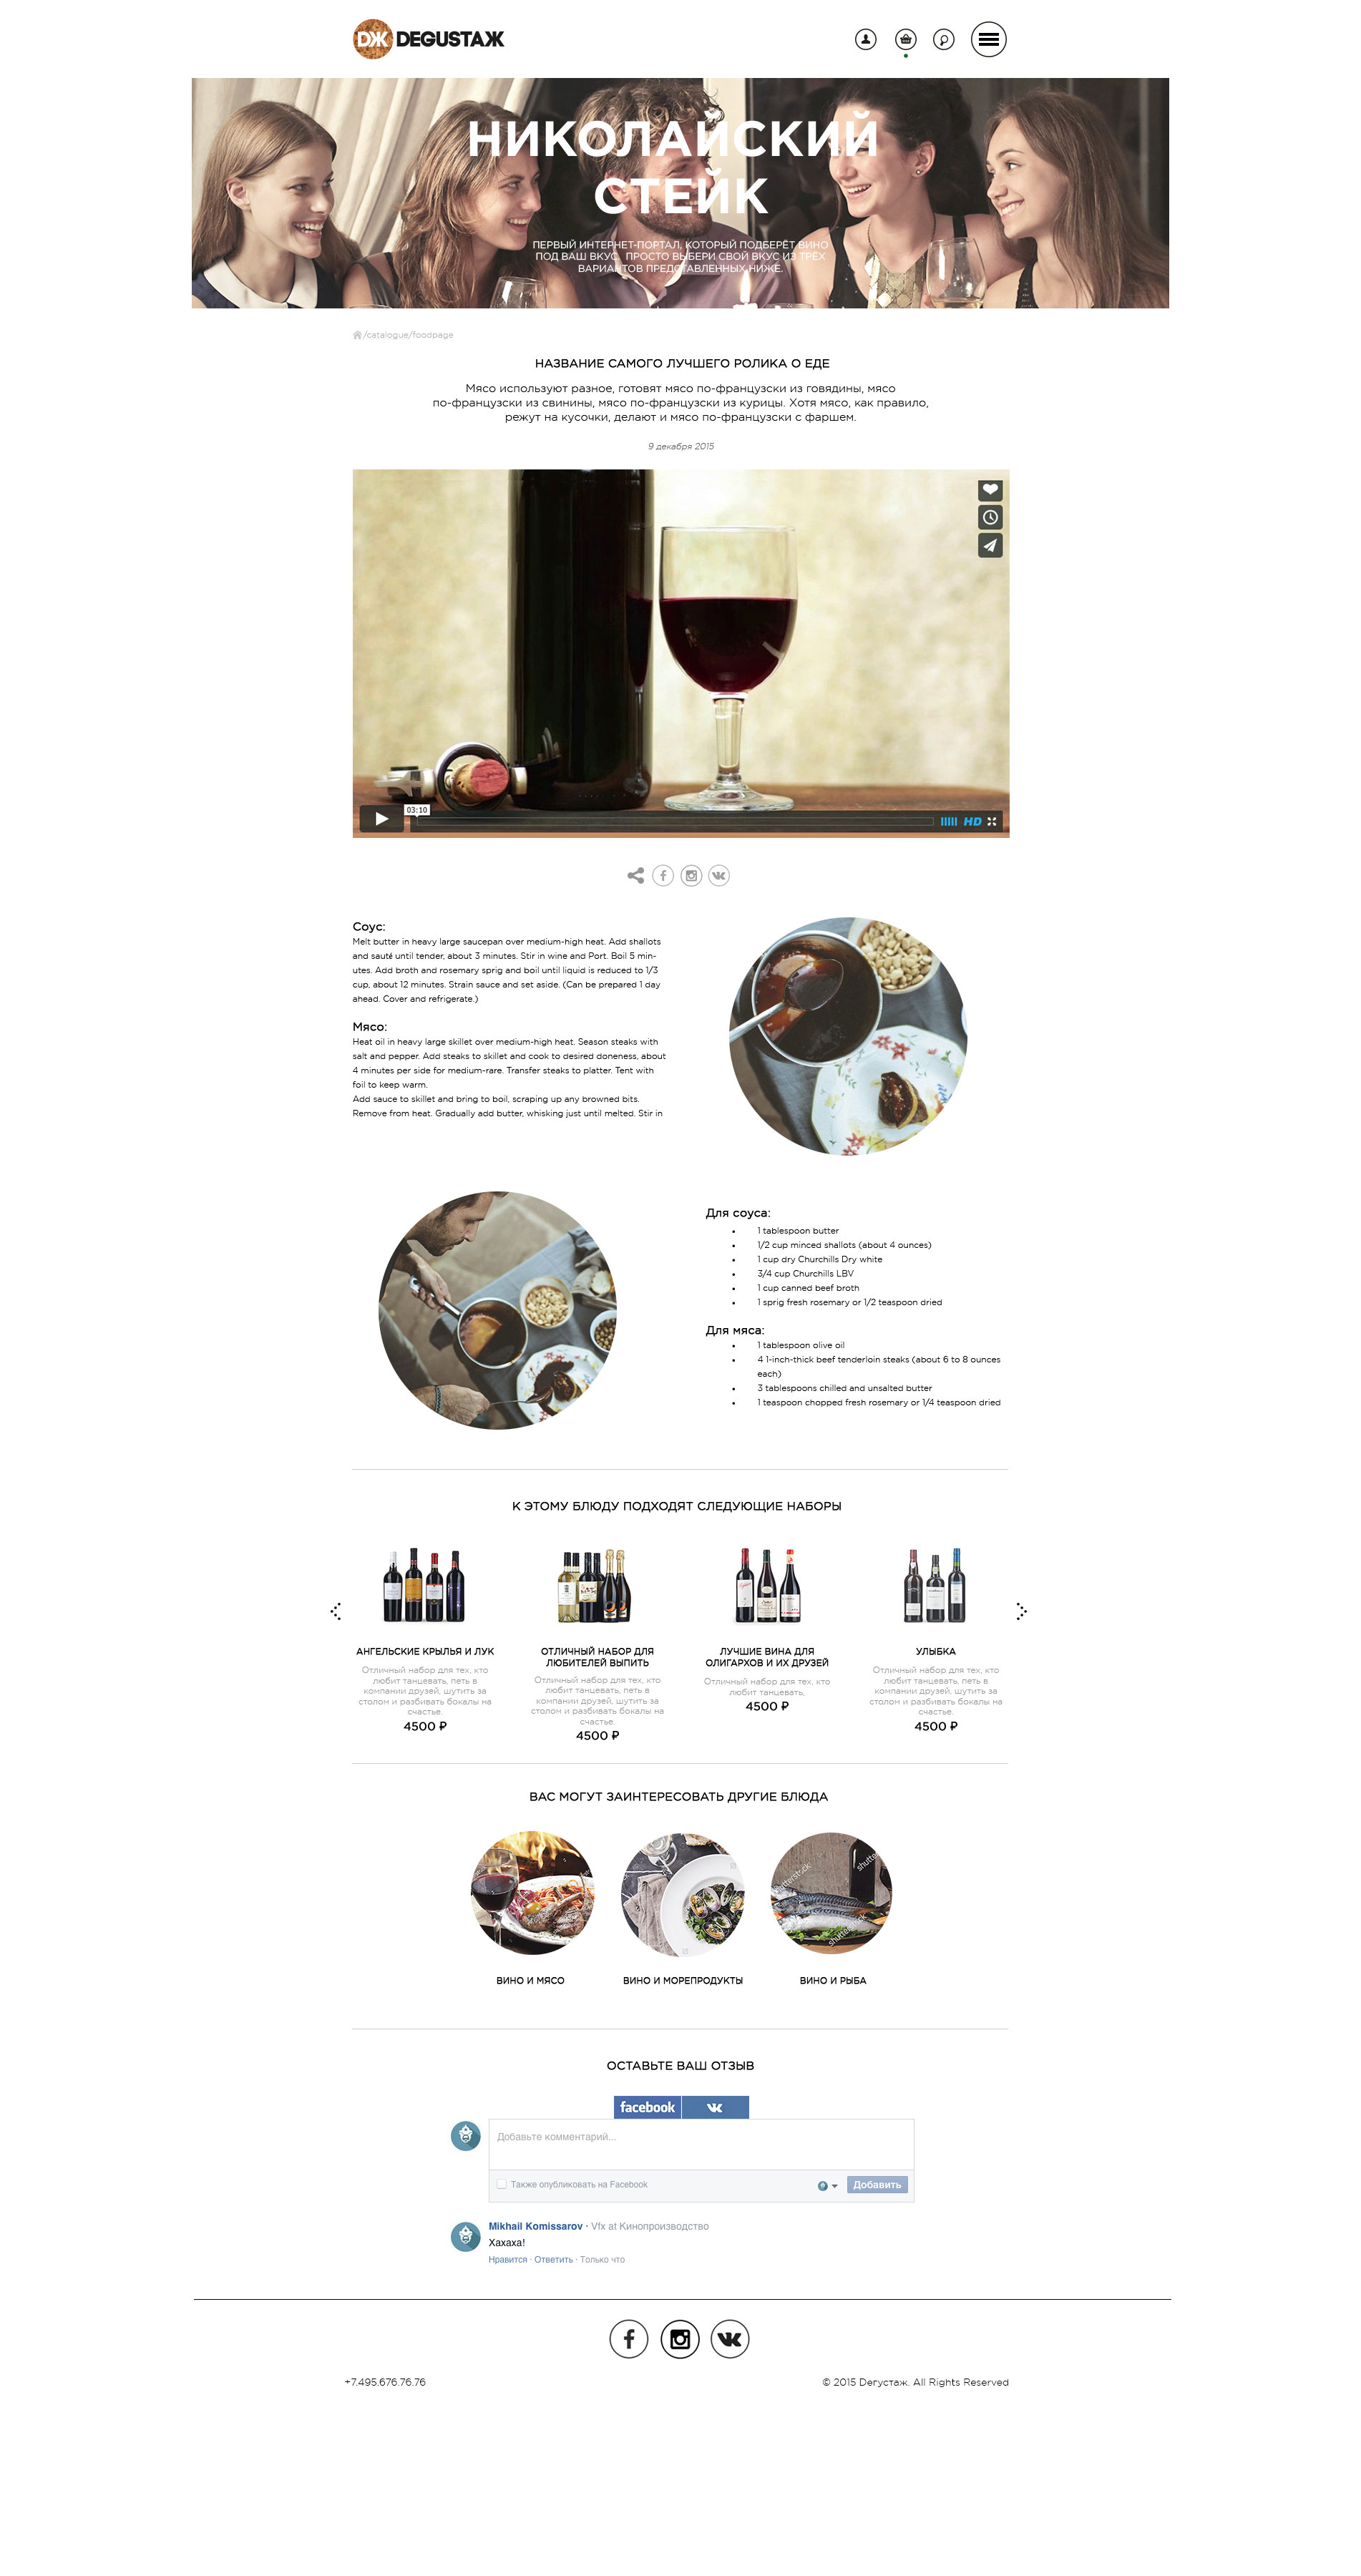 DЖ DEGUSTAЖ
НИКОЛАЙСКИЙ
СТЕЙК
ПЕРВЫЙ ИНТЕРНЕТ-ПОРТАЛ, КОТОРЫЙ ПОДБЕРЁТ ВИНО
ПОД ВАШ ВКУС. ПРОСТО ВЫБЕРИ СВОЙ ВКУС ИЗ ТРЁХ
ВАРИАНТОВ ПРЕДСТАВЛЕННЫХ НИЖЕ.
/catalogue/foodpage
НАЗВАНИЕ САМОГО ЛУЧШЕГО РОЛИКА О ЕДЕ
Мясо используют разное, готовят мясо по-французски из говядины, мясо
по-французски из свинины, мясо по-французски из курицы. Хотя мясо, как правило,
режут на кусочки, делают и мясо по-французски с фаршем.
9 декабря 2015
03:10
HD
Соус:
Melt butter in heavy large saucepan over medium-high heat. Add shallots
and sauté until tender, about 3 minutes. Stir in wine and Port. Boil 5 min-
utes. Add broth and rosemary sprig and boil until liquid is reduced to 1/3
cup, about 12 minutes. Strain sauce and set aside. (Can be prepared 1 day
ahead. Cover and refrigerate.)
Мясо:
Heat oil in heavy large skillet over medium-high heat. Season steaks with
salt and pepper. Add steaks to skillet and cook to desired doneness, about
4 minutes per side for medium-rare. Transfer steaks to platter. Tent with
foil to keep warm.
Add sauce to skillet and bring to boil, scraping up any browned bits.
Remove from heat. Gradually add butter, whisking just until melted. Stir in
Для соуса:
• 1 tablespoon butter
• 1/2 cup minced shallots (about 4 ounces)
• 1 cup dry Churchills Dry white
• 3/4 cup Churchills LBV
• 1 cup canned beef broth
• 1 sprig fresh rosemary or 1/2 teaspoon dried
Для мяса:
• 1 tablespoon olive oil
• 4 1-inch-thick beef tenderloin steaks (about 6 to 8 ounces
each)
• 3 tablespoons chilled and unsalted butter
• 1 teaspoon chopped fresh rosemary or 1/4 teaspoon dried
К ЭТОМУ БЛЮДУ ПОДХОДЯТ СЛЕДУЮЩИЕ НАБОРЫ
АНГЕЛЬСКИЕ КРЫЛЬЯ И ЛУК
Отличный набор для тех, кто
любит танцевать, петь в
компании друзей, шутить за
столом и разбивать бокалы на
счастье.
4500 ₽
ОТЛИЧНЫЙ НАБОР ДЛЯ
ЛЮБИТЕЛЕЙ ВЫПИТЬ
Отличный набор для тех, кто
любит танцевать, петь в
компании друзей, шутить за
столом и разбивать бокалы на
счастье.
4500 ₽
ЛУЧШИЕ ВИНА ДЛЯ
ОЛИГАРХОВ И ИХ ДРУЗЕЙ
Отличный набор для тех, кто
любит танцевать,
4500 ₽
УЛЫБКА
Отличный набор для тех, кто
любит танцевать, петь в
компании друзей, шутить за
столом и разбивать бокалы на
счастье.
4500 ₽
ВАС МОГУТ ЗАИНТЕРЕСОВАТЬ ДРУГИЕ БЛЮДА
ВИНО И МЯСО
ВИНО И МОРЕПРОДУКТЫ
ВИНО И РЫБА
ОСТАВЬТЕ ВАШ ОТЗЫВ
facebook
Добавьте комментарий...
Также опубликовать на Facebook
Добавить
Mikhail Komissarov · Vfx at Кинопроизводство
Хахаха!
Нравится · Ответить · Только что
+7.495.676.76.76
© 2015 Дегустаж. All Rights Reserved